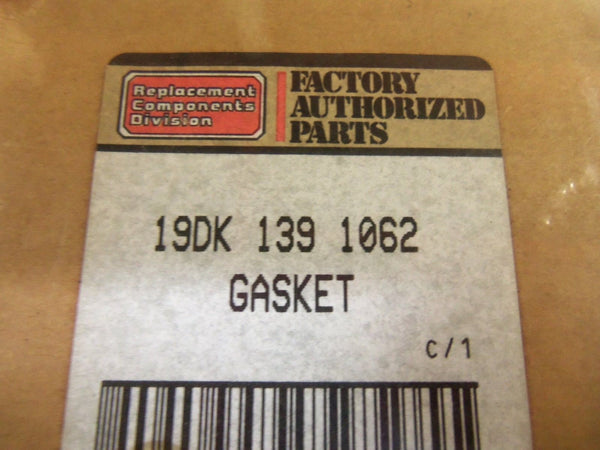 Replacement
Components
Division
FACTORY
AUTHORIZED
PARTS
19DK 139 1062
GASKET
C/1